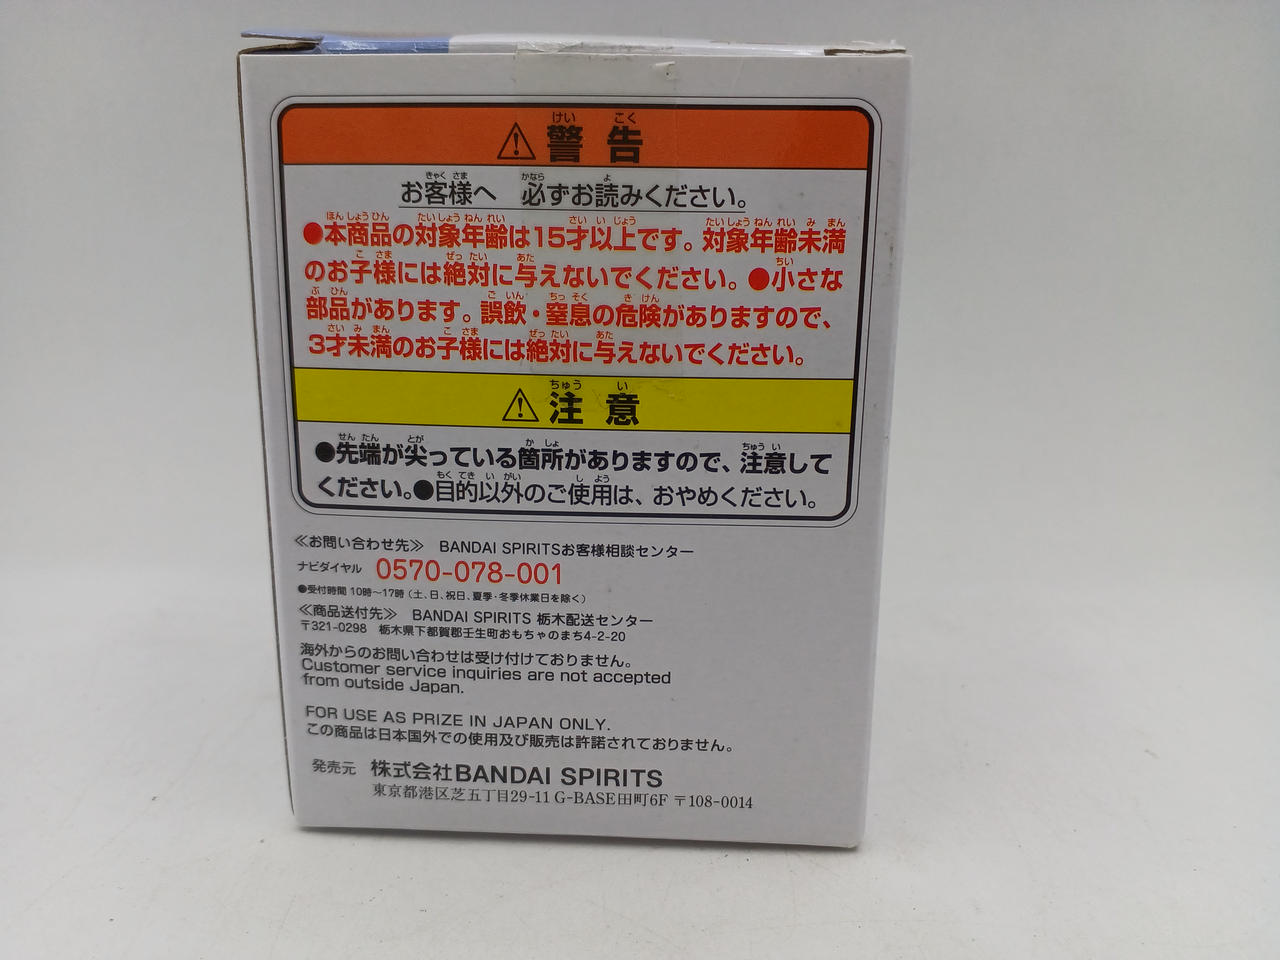 ⚠警告
お客様へ 必ずお読みください。
●本商品の対象年齢は15才以上です。対象年齢未満
のお子様には絶対に与えないでください。●小さな
部品があります。誤飲・窒息の危険がありますので、
3才未満のお子様には絶対に与えないでください。
⚠注意
●先端が尖っている箇所がありますので、注意して
ください。●目的以外のご使用は、おやめください。
≪お問い合わせ先≫ BANDAI SPIRITSお客様相談センター
ナビダイヤル 0570-078-001
●受付時間 10時～17時(土、日、祝日、夏季・冬季休業日を除く)
≪商品送付先≫ BANDAI SPIRITS 栃木配送センター
〒321-0298 栃木県下都賀郡壬生町おもちゃのまち4-2-20
海外からのお問い合わせは受け付けておりません。
Customer service inquiries are not accepted
from outside Japan.
FOR USE AS PRIZE IN JAPAN ONLY.
この商品は日本国外での使用及び販売は許諾されておりません。
発売元 株式会社BANDAI SPIRITS
東京都港区芝五丁目29-11 G-BASE田町6F 〒108-0014